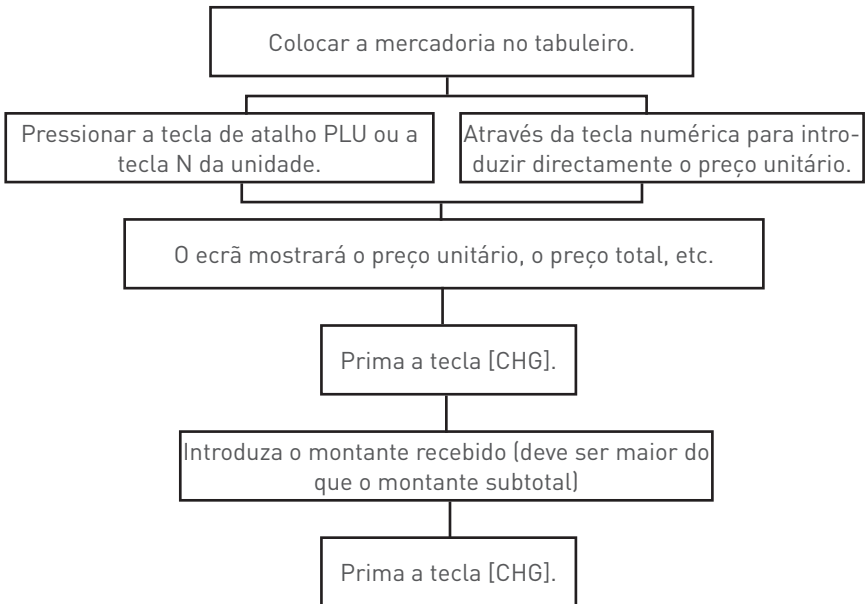 Colocar a mercadoria no tabuleiro.
Pressionar a tecla de atalho PLU ou a
tecla N da unidade.
Através da tecla numérica para intro-
duzir directamente o preço unitário.
O ecrã mostrará o preço unitário, o preço total, etc.
Prima a tecla [CHG].
Introduza o montante recebido (deve ser maior do
que o montante subtotal)
Prima a tecla [CHG].